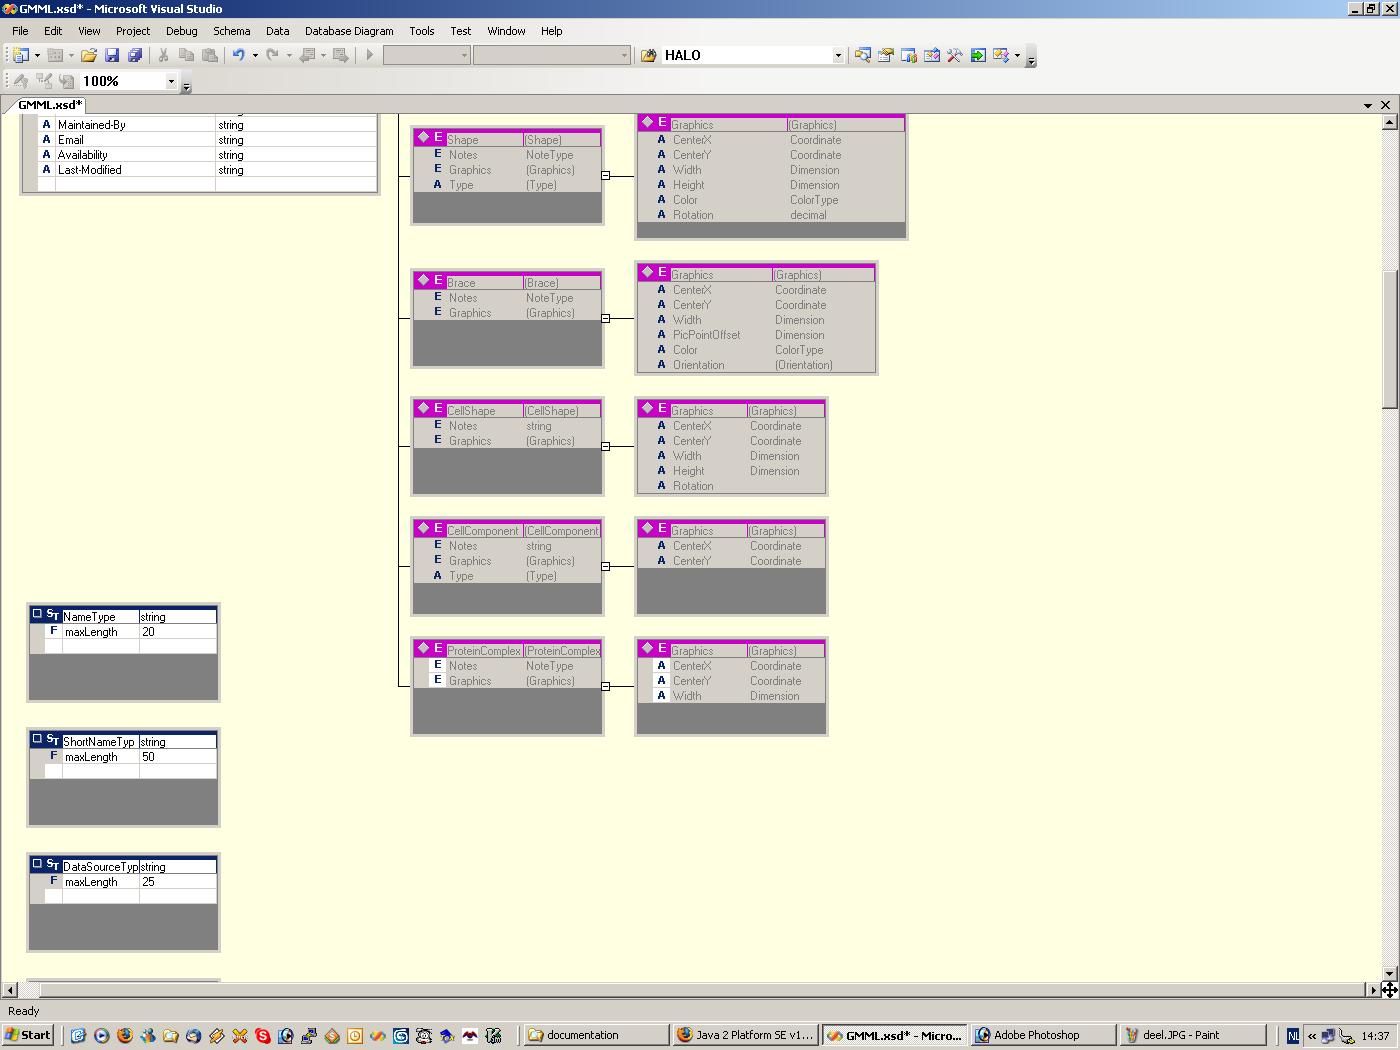 GMML.xsd* - Microsoft Visual Studio
File Edit View Project Debug Schema Data Database Diagram Tools Test Window Help
HALO
100%
GMML.xsd*
A Maintained-By string
A Email string
A Availability string
A Last-Modified string
E Shape (Shape)
E Notes NoteType
E Graphics (Graphics)
A Type (Type)
E Graphics (Graphics)
A CenterX Coordinate
A CenterY Coordinate
A Width Dimension
A Height Dimension
A Color ColorType
A Rotation decimal
E Brace (Brace)
E Notes NoteType
E Graphics (Graphics)
E Graphics (Graphics)
A CenterX Coordinate
A CenterY Coordinate
A Width Dimension
A PicPointOffset Dimension
A Color ColorType
A Orientation (Orientation)
E CellShape (CellShape)
E Notes string
E Graphics (Graphics)
E Graphics (Graphics)
A CenterX Coordinate
A CenterY Coordinate
A Width Dimension
A Height Dimension
A Rotation
E CellComponent (CellComponent
E Notes string
E Graphics (Graphics)
A Type (Type)
E Graphics (Graphics)
A CenterX Coordinate
A CenterY Coordinate
E ProteinComplex (ProteinComplex
E Notes NoteType
E Graphics (Graphics)
E Graphics (Graphics)
A CenterX Coordinate
A CenterY Coordinate
A Width Dimension
ST NameType string
F maxLength 20
ST ShortNameTyp string
F maxLength 50
ST DataSourceTyp string
F maxLength 25
Ready
Start documentation Java 2 Platform SE v1... GMML.xsd* - Micro... Adobe Photoshop deel.JPG - Paint NL « 14:37